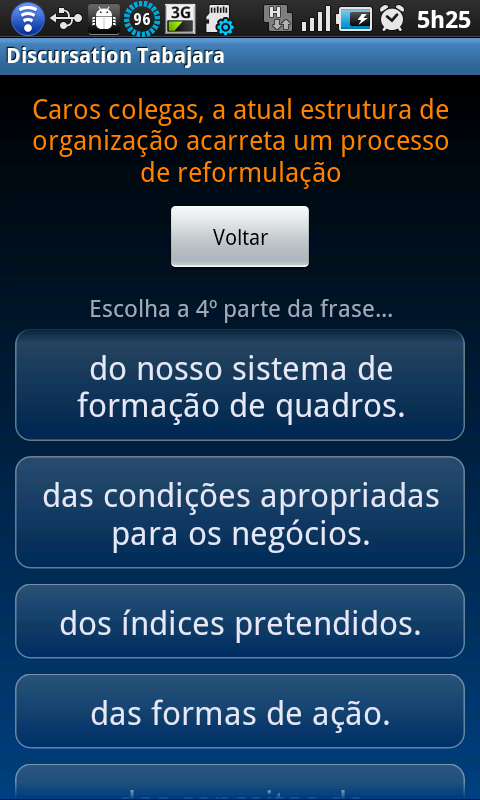 96
3G
H
5h25
Discursation Tabajara
Caros colegas, a atual estrutura de
organização acarreta um processo
de reformulação
Voltar
Escolha a 4º parte da frase...
do nosso sistema de
formação de quadros.
das condições apropriadas
para os negócios.
dos índices pretendidos.
das formas de ação.